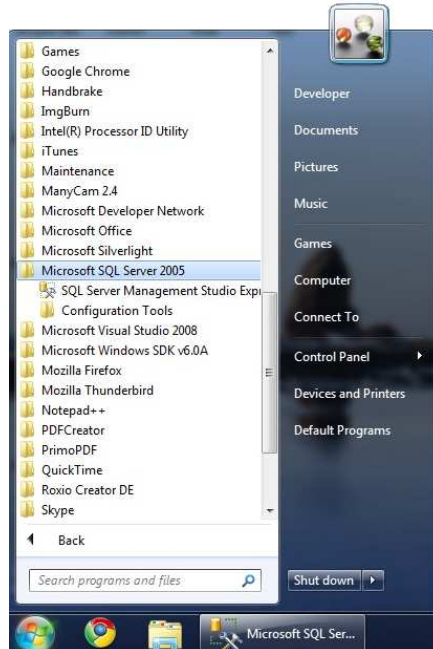 Games
Google Chrome
Handbrake
ImgBurn
Intel(R) Processor ID Utility
iTunes
Maintenance
ManyCam 2.4
Microsoft Developer Network
Microsoft Office
Microsoft Silverlight
Microsoft SQL Server 2005
SQL Server Management Studio Expr
Configuration Tools
Microsoft Visual Studio 2008
Microsoft Windows SDK v6.0A
Mozilla Firefox
Mozilla Thunderbird
Notepad++
PDFCreator
PrimoPDF
QuickTime
Roxio Creator DE
Skype
Back
Search programs and files
Developer
Documents
Pictures
Music
Games
Computer
Connect To
Control Panel
Devices and Printers
Default Programs
Shut down
Microsoft SQL Ser...